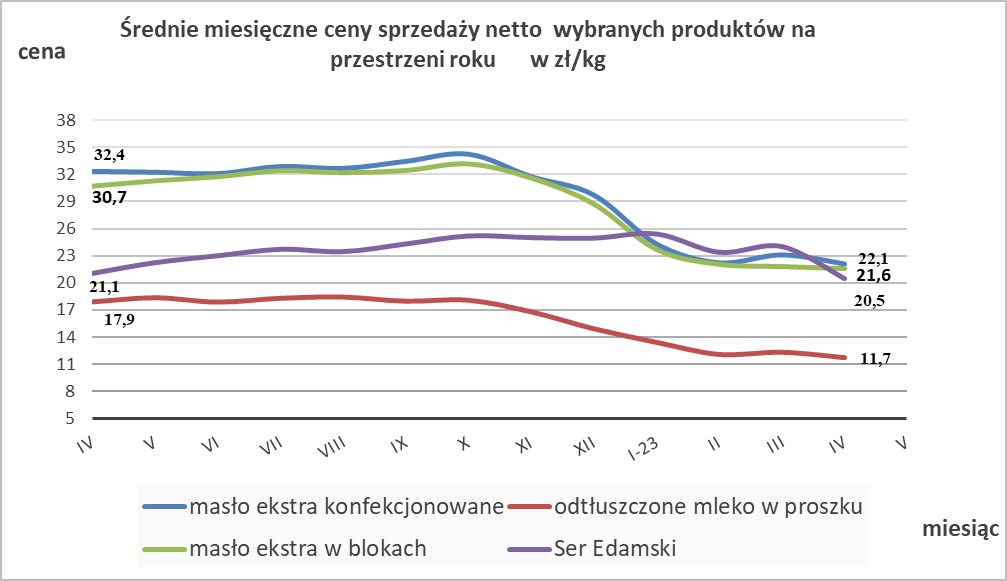 Średnie miesięczne ceny sprzedaży netto wybranych produktów na
przestrzeni roku w zł/kg
cena
38
35
32
29
26
23
20
17
14
11
8
5
32,4
30,7
21,1
17,9
22,1
21,6
20,5
11,7
IV V VI VII VIII IX X XI XII I-23 II III IV V
masło ekstra konfekcjonowane odtłuszczone mleko w proszku
masło ekstra w blokach Ser Edamski
miesiąc